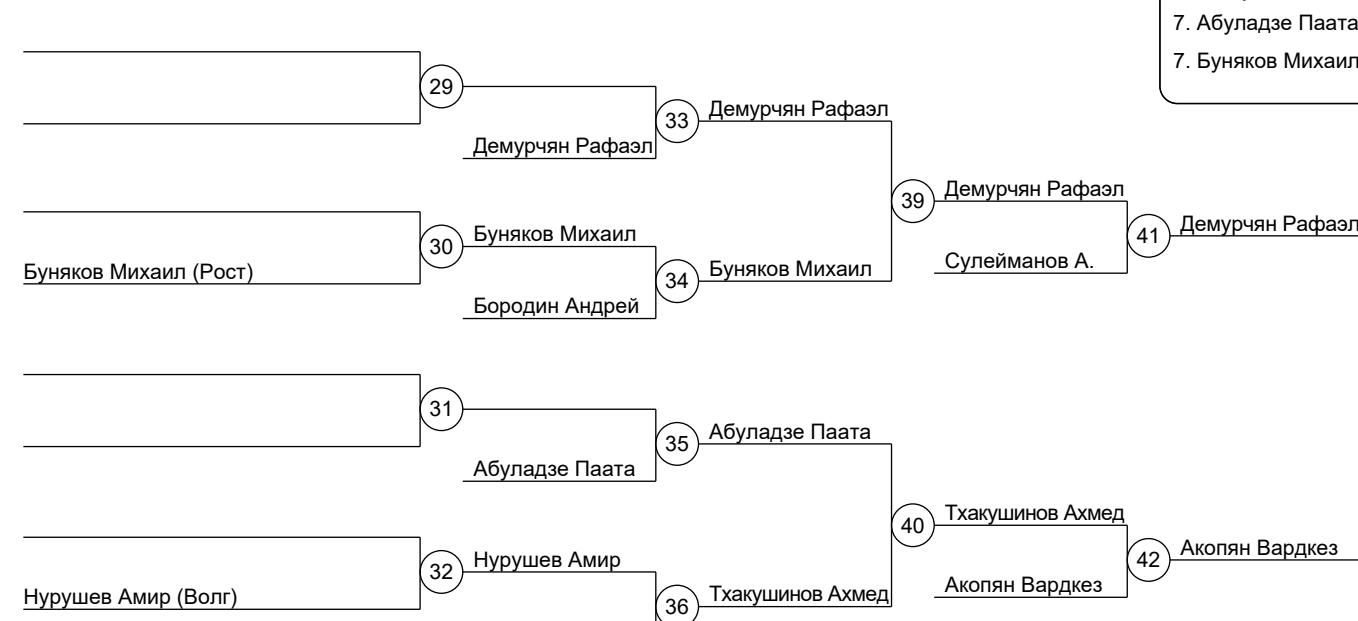 7. Абуладзе Паата
7. Буняков Михаил
29
33
Демурчян Рафаэл
Демурчян Рафаэл
39
Демурчян Рафаэл
41
Демурчян Рафаэл
Сулейманов А.
30
Буняков Михаил
Буняков Михаил (Рост)
34
Буняков Михаил
Бородин Андрей
31
35
Абуладзе Паата
Абуладзе Паата
40
Тхакушинов Ахмед
42
Акопян Вардкез
Акопян Вардкез
32
Нурушев Амир
Нурушев Амир (Волг)
36
Тхакушинов Ахмед